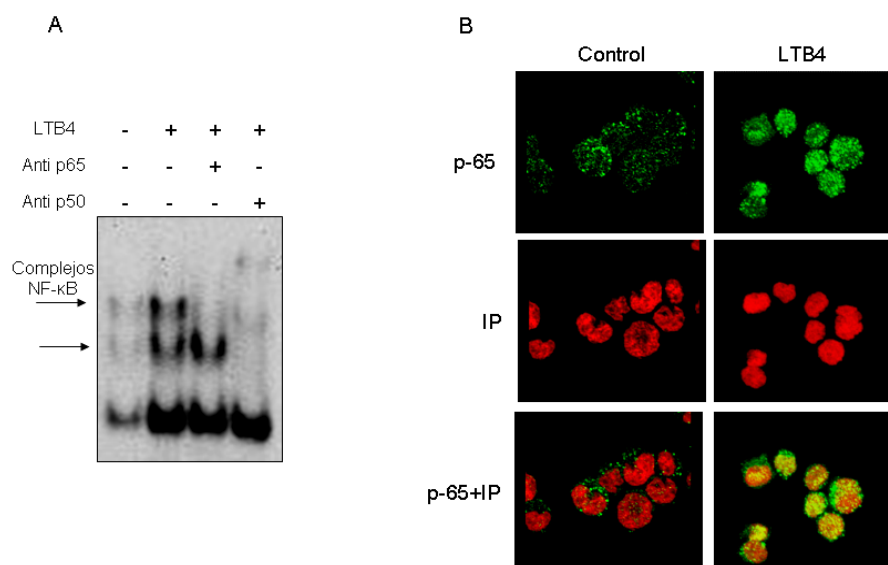 A
LTB4 - + + +
Anti p65 - - + -
Anti p50 - - - +
Complejos
NF-κB
B
Control LTB4
p-65
IP
p-65+IP